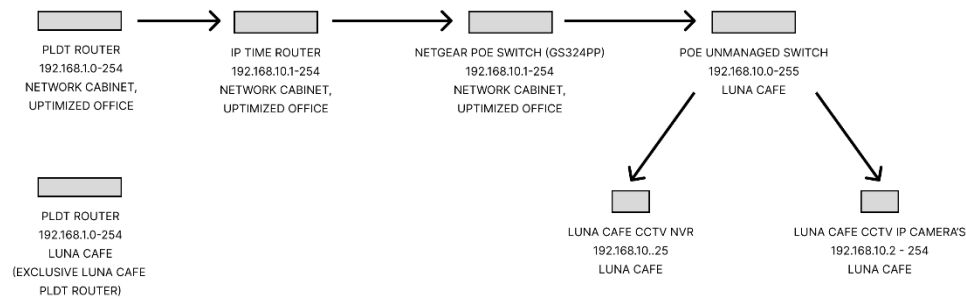 PLDT ROUTER
192.168.1.0-254
NETWORK CABINET,
UPTIMIZED OFFICE
IP TIME ROUTER
192.168.10.1-254
NETWORK CABINET,
UPTIMIZED OFFICE
NETGEAR POE SWITCH (GS324PP)
192.168.10.1-254
NETWORK CABINET,
UPTIMIZED OFFICE
POE UNMANAGED SWITCH
192.168.10.0-255
LUNA CAFE
PLDT ROUTER
192.168.1.0-254
LUNA CAFE
(EXCLUSIVE LUNA CAFE
PLDT ROUTER)
LUNA CAFE CCTV NVR
192.168.10..25
LUNA CAFE
LUNA CAFE CCTV IP CAMERA'S
192.168.10.2 - 254
LUNA CAFE